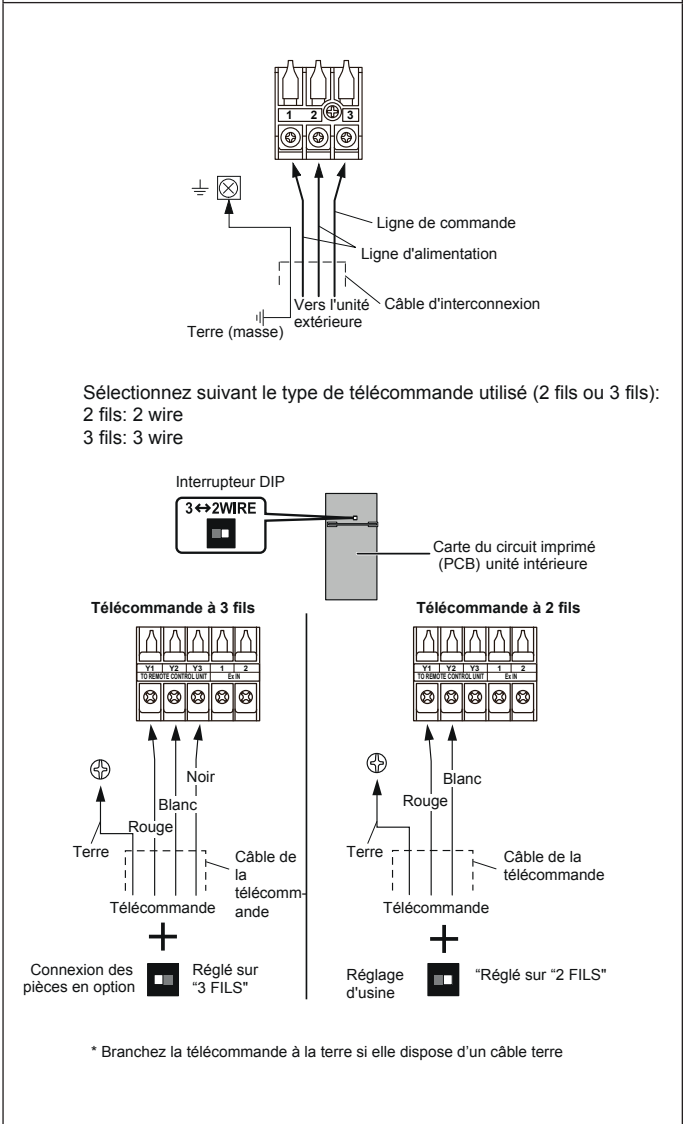 1 2 3
Ligne de commande
Ligne d'alimentation
Vers l'unité
extérieure
Câble d'interconnexion
Terre (masse)
Sélectionnez suivant le type de télécommande utilisé (2 fils ou 3 fils):
2 fils: 2 wire
3 fils: 3 wire
Interrupteur DIP
3↔2WIRE
Carte du circuit imprimé
(PCB) unité intérieure
Télécommande à 3 fils
Y1 Y2 Y3 1 2
TO REMOTE CONTROL UNIT Ex IN
Noir
Blanc
Rouge
Terre
Câble de
la
télécomm-
ande
Télécommande
+
Connexion des
pièces en option
Réglé sur
“3 FILS"
Télécommande à 2 fils
Y1 Y2 Y3 1 2
TO REMOTE CONTROL UNIT Ex IN
Blanc
Rouge
Terre
Câble de la
télécommande
Télécommande
+
Réglage
d'usine
“Réglé sur “2 FILS"
* Branchez la télécommande à la terre si elle dispose d’un câble terre